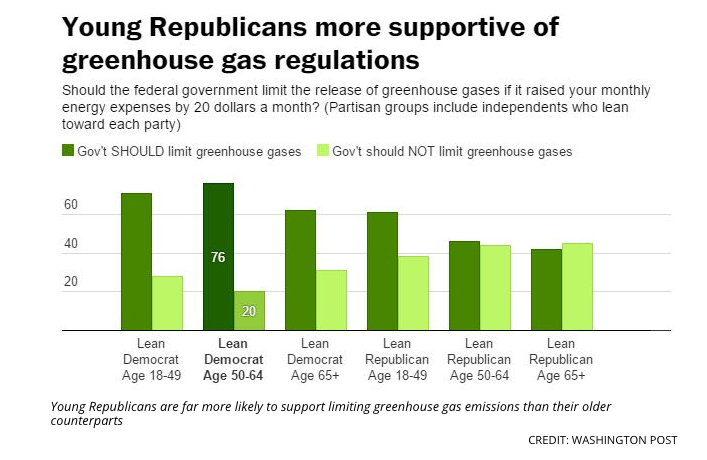 Young Republicans more supportive of
greenhouse gas regulations
Should the federal government limit the release of greenhouse gases if it raised your monthly
energy expenses by 20 dollars a month? (Partisan groups include independents who lean
toward each party)
Gov't SHOULD limit greenhouse gases
Gov't should NOT limit greenhouse gases
60
40
20
76
20
Lean
Democrat
Age 18-49
Lean
Democrat
Age 50-64
Lean
Democrat
Age 65+
Lean
Republican
Age 18-49
Lean
Republican
Age 50-64
Lean
Republican
Age 65+
Young Republicans are far more likely to support limiting greenhouse gas emissions than their older
counterparts
CREDIT: WASHINGTON POST